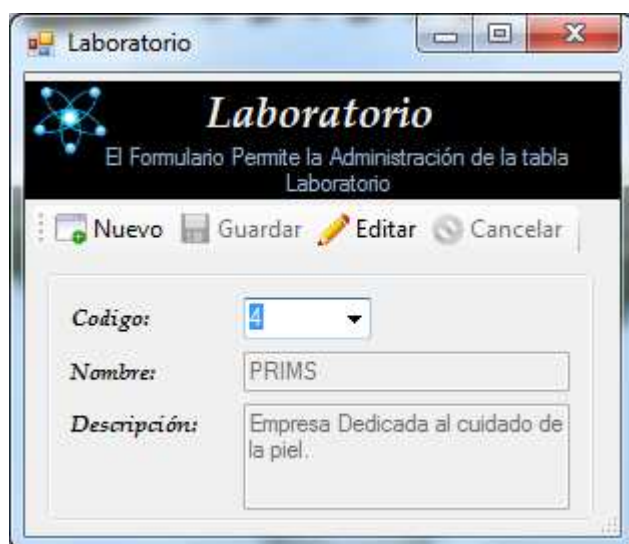 Laboratorio
Laboratorio
El Formulario Permite la Administración de la tabla
Laboratorio
Nuevo Guardar Editar Cancelar
Codigo: 4
Nombre: PRIMS
Descripción: Empresa Dedicada al cuidado de
la piel.